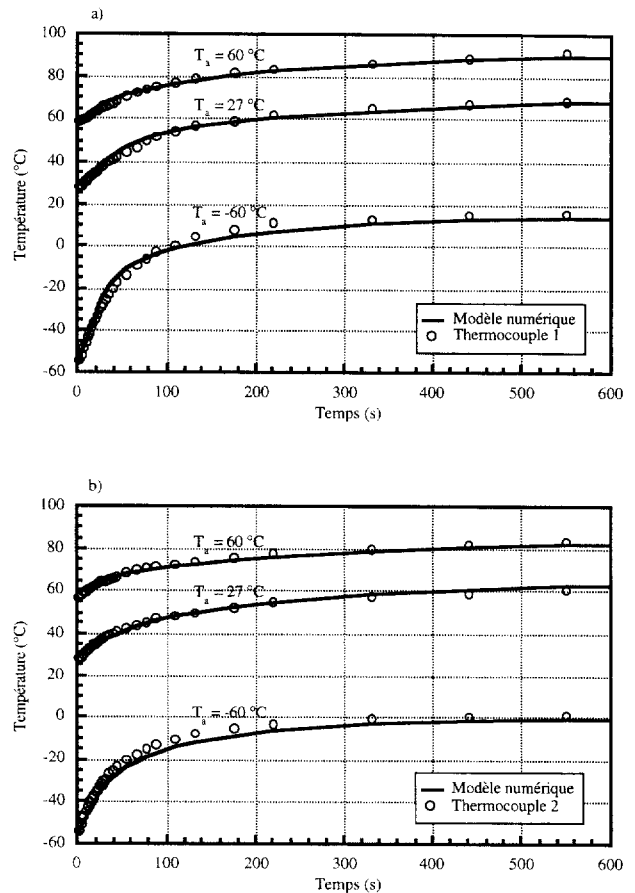 a)
100
80
60
40
20
0
-20
-40
-60
Température (°C)
T_a = 60 °C
T_a = 27 °C
T_a = -60 °C
Modèle numérique
Thermocouple 1
0 100 200 300 400 500 600
Temps (s)
b)
100
80
60
40
20
0
-20
-40
-60
Température (°C)
T_a = 60 °C
T_a = 27 °C
T_a = -60 °C
Modèle numérique
Thermocouple 2
0 100 200 300 400 500 600
Temps (s)